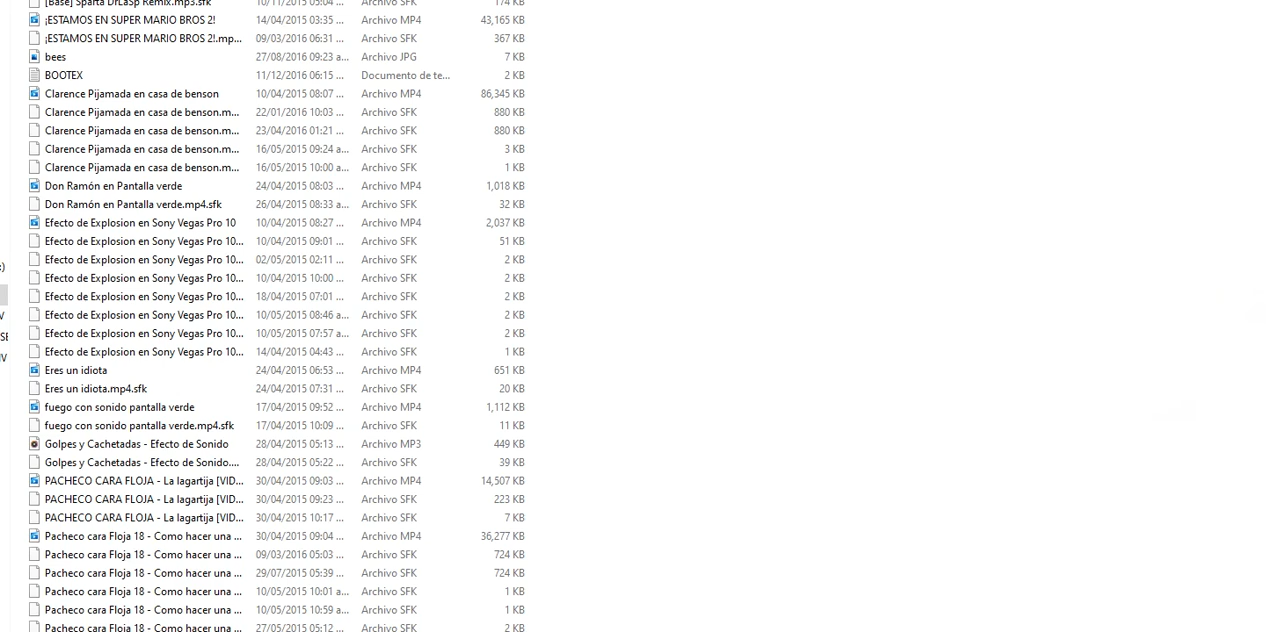 [Base] Sparta DrLaSp Remix.mp3.sfk 10/11/2015 05:04 ... Archivo SFK 174 KB
¡ESTAMOS EN SUPER MARIO BROS 2! 14/04/2015 03:35 ... Archivo MP4 43,165 KB
¡ESTAMOS EN SUPER MARIO BROS 2!.mp... 09/03/2016 06:31 ... Archivo SFK 367 KB
bees 27/08/2016 09:23 a... Archivo JPG 7 KB
BOOTEX 11/12/2016 06:15 ... Documento de te... 2 KB
Clarence Pijamada en casa de benson 10/04/2015 08:07 ... Archivo MP4 86,345 KB
Clarence Pijamada en casa de benson.m... 22/01/2016 10:03 ... Archivo SFK 880 KB
Clarence Pijamada en casa de benson.m... 23/04/2016 01:21 ... Archivo SFK 880 KB
Clarence Pijamada en casa de benson.m... 16/05/2015 09:24 a... Archivo SFK 3 KB
Clarence Pijamada en casa de benson.m... 16/05/2015 10:00 a... Archivo SFK 1 KB
Don Ramón en Pantalla verde 24/04/2015 08:03 ... Archivo MP4 1,018 KB
Don Ramón en Pantalla verde.mp4.sfk 26/04/2015 08:33 a... Archivo SFK 32 KB
Efecto de Explosion en Sony Vegas Pro 10 10/04/2015 08:27 ... Archivo MP4 2,037 KB
Efecto de Explosion en Sony Vegas Pro 10... 10/04/2015 09:01 ... Archivo SFK 51 KB
Efecto de Explosion en Sony Vegas Pro 10... 02/05/2015 02:11 ... Archivo SFK 2 KB
:) Efecto de Explosion en Sony Vegas Pro 10... 10/04/2015 10:00 ... Archivo SFK 2 KB
Efecto de Explosion en Sony Vegas Pro 10... 18/04/2015 07:01 ... Archivo SFK 2 KB
V Efecto de Explosion en Sony Vegas Pro 10... 10/05/2015 08:46 a... Archivo SFK 2 KB
SE Efecto de Explosion en Sony Vegas Pro 10... 10/05/2015 07:57 a... Archivo SFK 2 KB
IV Efecto de Explosion en Sony Vegas Pro 10... 14/04/2015 04:43 ... Archivo SFK 1 KB
Eres un idiota 24/04/2015 06:53 ... Archivo MP4 651 KB
Eres un idiota.mp4.sfk 24/04/2015 07:31 ... Archivo SFK 20 KB
fuego con sonido pantalla verde 17/04/2015 09:52 ... Archivo MP4 1,112 KB
fuego con sonido pantalla verde.mp4.sfk 17/04/2015 10:09 ... Archivo SFK 11 KB
Golpes y Cachetadas - Efecto de Sonido 28/04/2015 05:13 ... Archivo MP3 449 KB
Golpes y Cachetadas - Efecto de Sonido.... 28/04/2015 05:22 ... Archivo SFK 39 KB
PACHECO CARA FLOJA - La lagartija [VID... 30/04/2015 09:03 ... Archivo MP4 14,507 KB
PACHECO CARA FLOJA - La lagartija [VID... 30/04/2015 09:23 ... Archivo SFK 223 KB
PACHECO CARA FLOJA - La lagartija [VID... 30/04/2015 10:17 ... Archivo SFK 7 KB
Pacheco cara Floja 18 - Como hacer una ... 30/04/2015 09:04 ... Archivo MP4 36,277 KB
Pacheco cara Floja 18 - Como hacer una ... 09/03/2016 05:03 ... Archivo SFK 724 KB
Pacheco cara Floja 18 - Como hacer una ... 29/07/2015 05:39 ... Archivo SFK 724 KB
Pacheco cara Floja 18 - Como hacer una ... 10/05/2015 10:01 a... Archivo SFK 1 KB
Pacheco cara Floja 18 - Como hacer una ... 10/05/2015 10:59 a... Archivo SFK 1 KB
Pacheco cara Floja 18 - Como hacer una ... 27/05/2015 05:12 ... Archivo SFK 2 KB